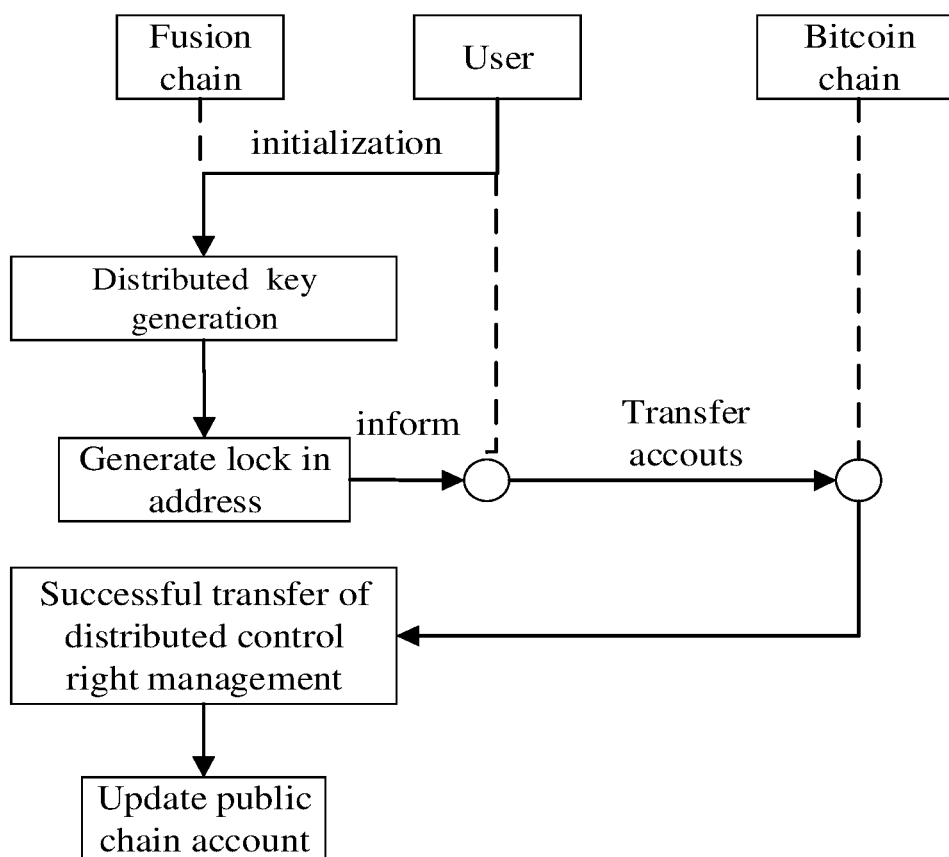 Fusion
chain
User
Bitcoin
chain
initialization
Distributed key
generation
inform
Transfer
accouts
Generate lock in
address
Successful transfer of
distributed control
right management
Update public
chain account